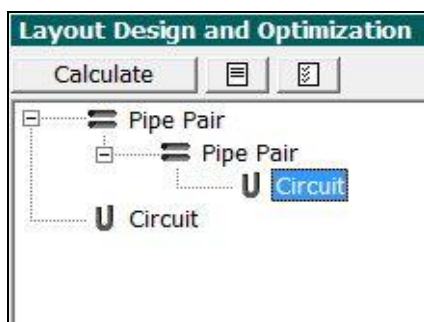 Layout Design and Optimization
Calculate
Pipe Pair
Pipe Pair
Circuit
Circuit